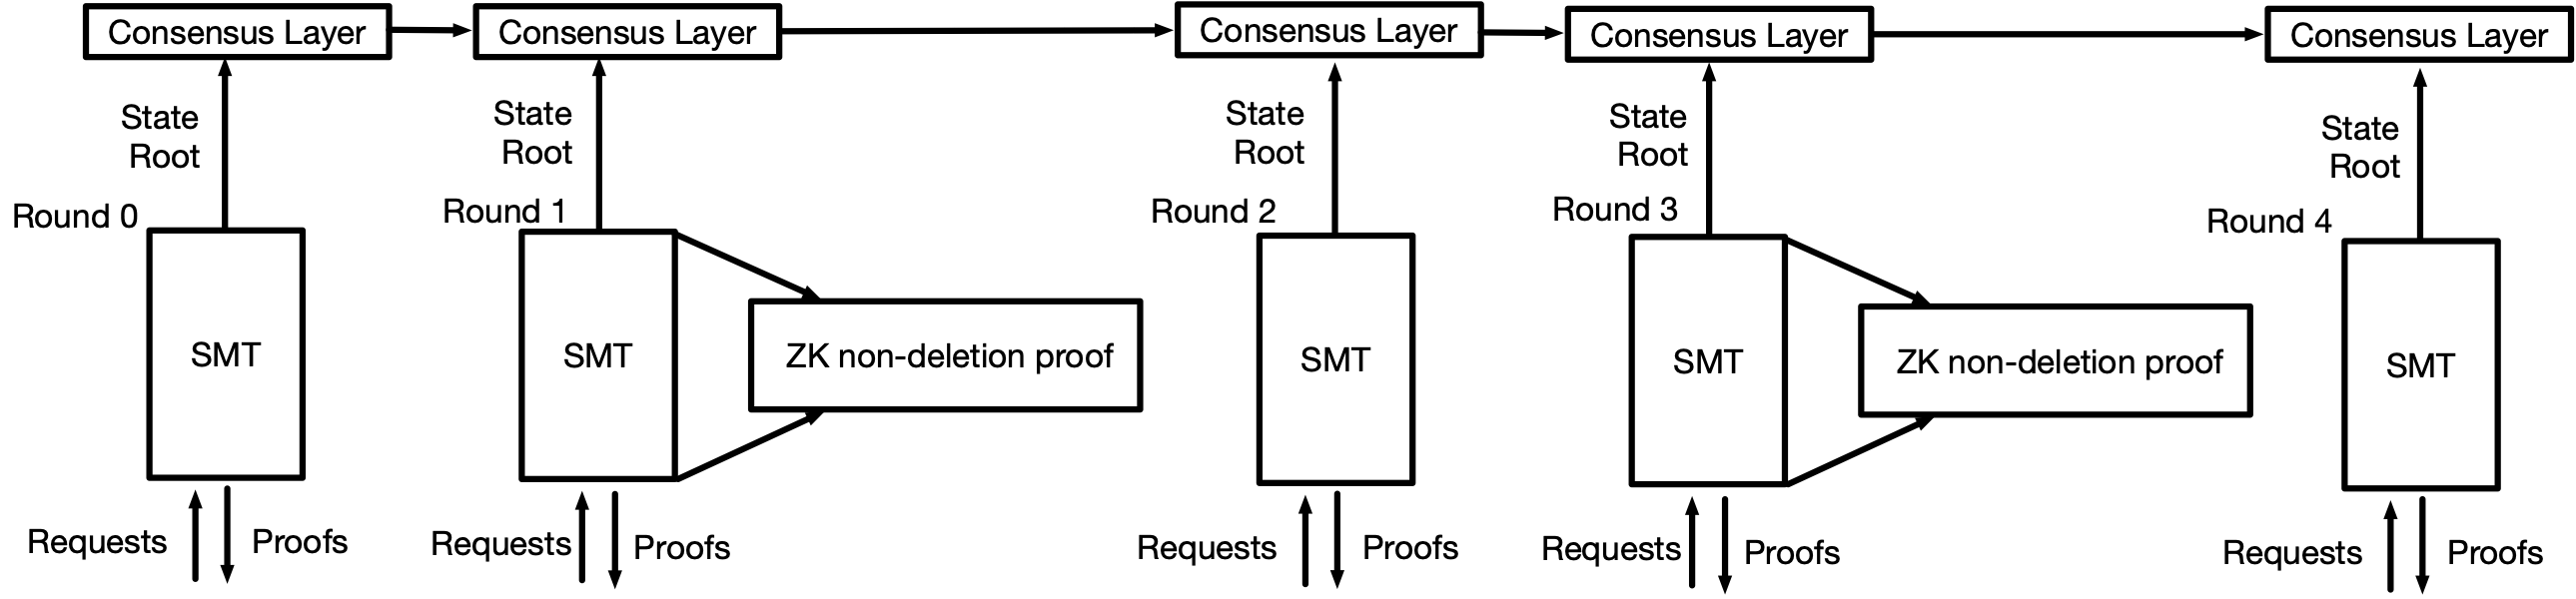 Consensus Layer
Consensus Layer
Consensus Layer
Consensus Layer
Consensus Layer
State
Root
State
Root
State
Root
State
Root
State
Root
Round 0
Round 1
Round 2
Round 3
Round 4
SMT
SMT
ZK non-deletion proof
SMT
SMT
ZK non-deletion proof
SMT
Requests
Proofs
Requests
Proofs
Requests
Proofs
Requests
Proofs
Requests
Proofs